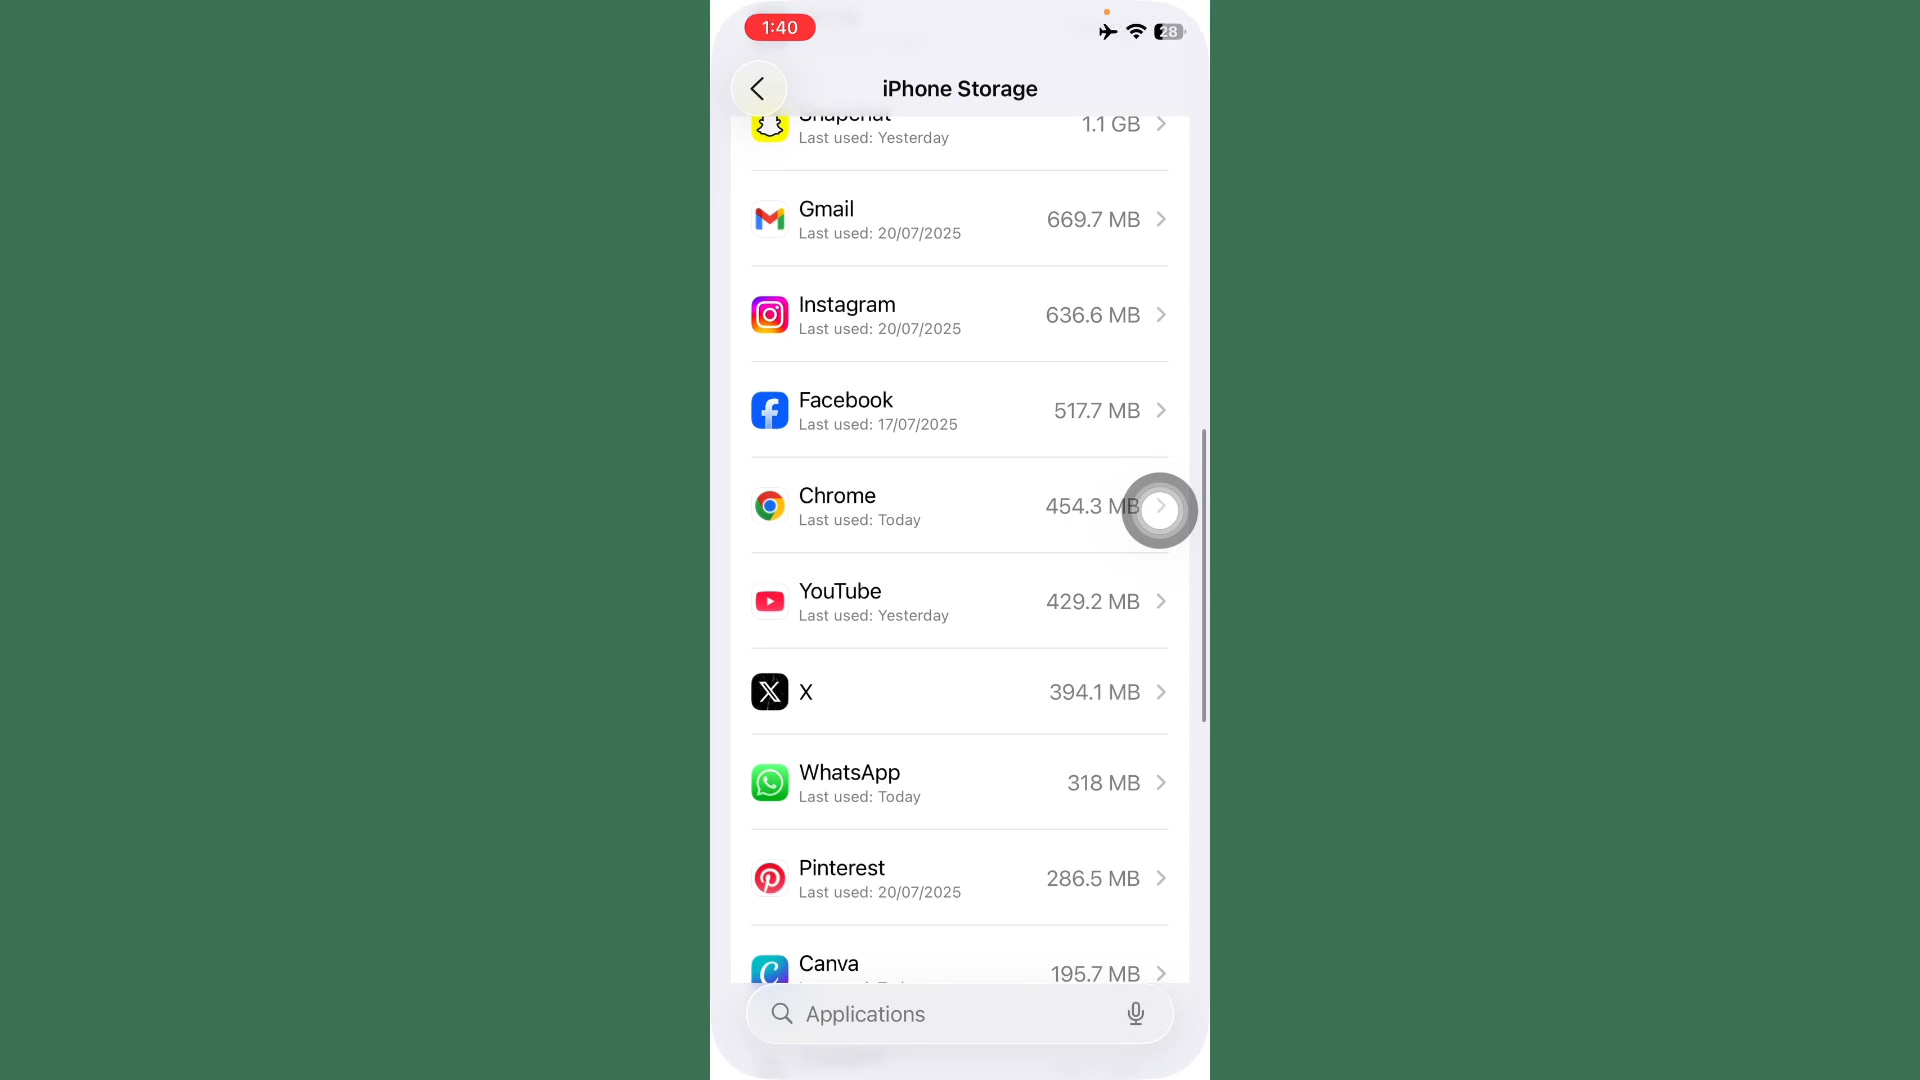 1:40
28
iPhone Storage
Snapchat
1.1 GB
Last used: Yesterday
Gmail
669.7 MB
Last used: 20/07/2025
Instagram
636.6 MB
Last used: 20/07/2025
Facebook
517.7 MB
Last used: 17/07/2025
Chrome
454.3 MB
Last used: Today
YouTube
429.2 MB
Last used: Yesterday
X
394.1 MB
WhatsApp
318 MB
Last used: Today
Pinterest
286.5 MB
Last used: 20/07/2025
Canva
195.7 MB
Applications